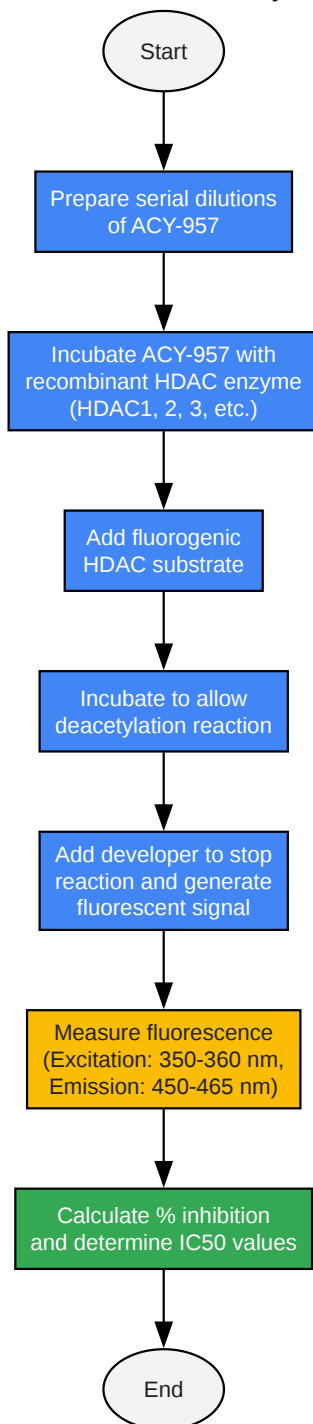 Start
Prepare serial dilutions
of ACY-957
Incubate ACY-957 with
recombinant HDAC enzyme
(HDAC1, 2, 3, etc.)
Add fluorogenic
HDAC substrate
Incubate to allow
deacetylation reaction
Add developer to stop
reaction and generate
fluorescent signal
Measure fluorescence
(Excitation: 350-360 nm,
Emission: 450-465 nm)
Calculate % inhibition
and determine IC50 values
End